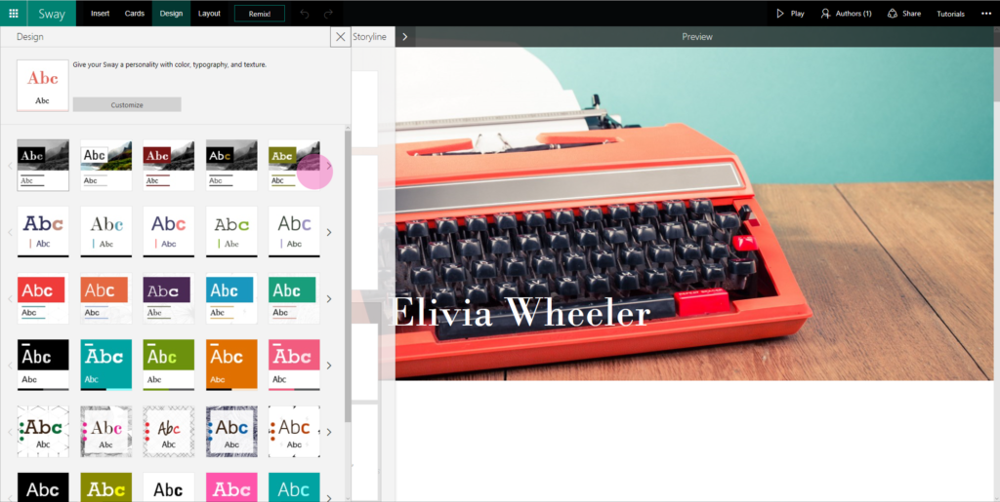 Sway Insert Cards Design Layout Remix! Play Authors (1) Share Tutorials
Design Storyline Preview
Give your Sway a personality with color, typography, and texture.
Abc
Abc
Customize
Abc Abc Abc Abc Abc
Abc Abc Abc Abc Abc
Abc Abc Abc Abc Abc
Abc Abc Abc Abc Abc
Abc Abc Abc Abc Abc
Abc Abc Abc Abc Abc
Elivia Wheeler
Abc Abc Abc Abc Abc
Abc Abc Abc Abc Abc
Abc Abc Abc Abc Abc
Abc Abc Abc Abc Abc
Abc Abc Abc Abc Abc